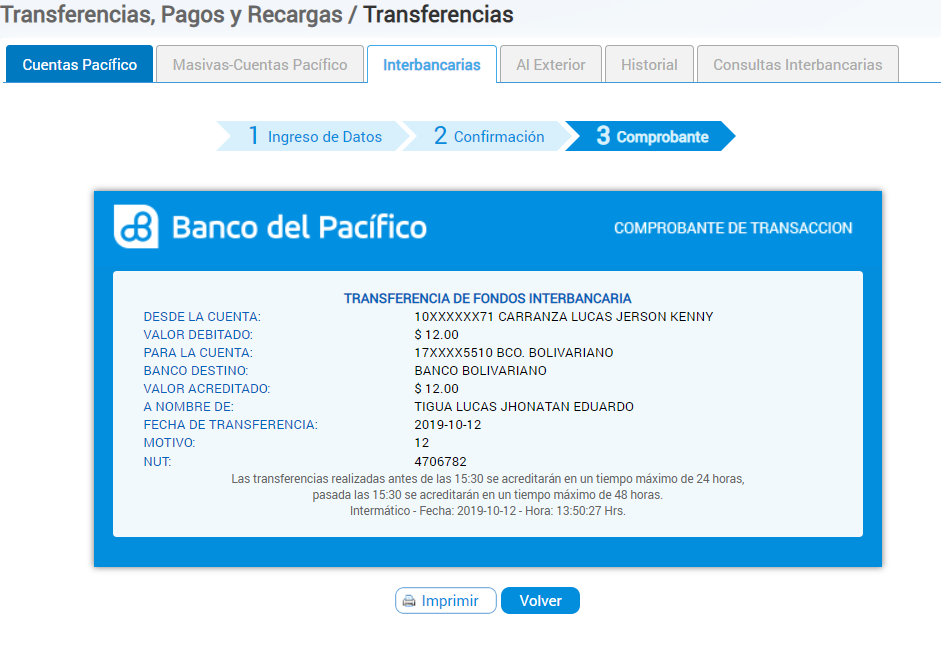 Transferencias, Pagos y Recargas / Transferencias
Cuentas Pacífico Masivas-Cuentas Pacífico Interbancarias Al Exterior Historial Consultas Interbancarias
1 Ingreso de Datos 2 Confirmación 3 Comprobante
Banco del Pacífico COMPROBANTE DE TRANSACCION
TRANSFERENCIA DE FONDOS INTERBANCARIA
DESDE LA CUENTA: 10XXXXXX71 CARRANZA LUCAS JERSON KENNY
VALOR DEBITADO: $ 12.00
PARA LA CUENTA: 17XXXX5510 BCO. BOLIVARIANO
BANCO DESTINO: BANCO BOLIVARIANO
VALOR ACREDITADO: $ 12.00
A NOMBRE DE: TIGUA LUCAS JHONATAN EDUARDO
FECHA DE TRANSFERENCIA: 2019-10-12
MOTIVO: 12
NUT: 4706782
Las transferencias realizadas antes de las 15:30 se acreditarán en un tiempo máximo de 24 horas,
pasada las 15:30 se acreditarán en un tiempo máximo de 48 horas.
Intermático - Fecha: 2019-10-12 - Hora: 13:50:27 Hrs.
Imprimir Volver